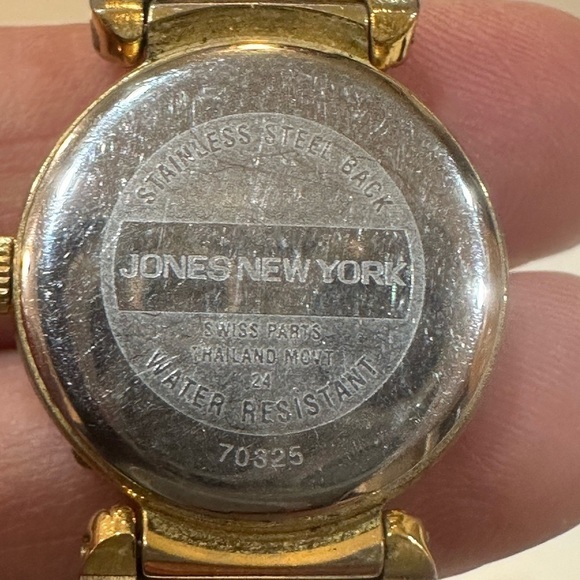 STAINLESS STEEL BACK
JONES NEW YORK
SWISS PARTS
THAILAND MOVT
24
WATER RESISTANT
70325